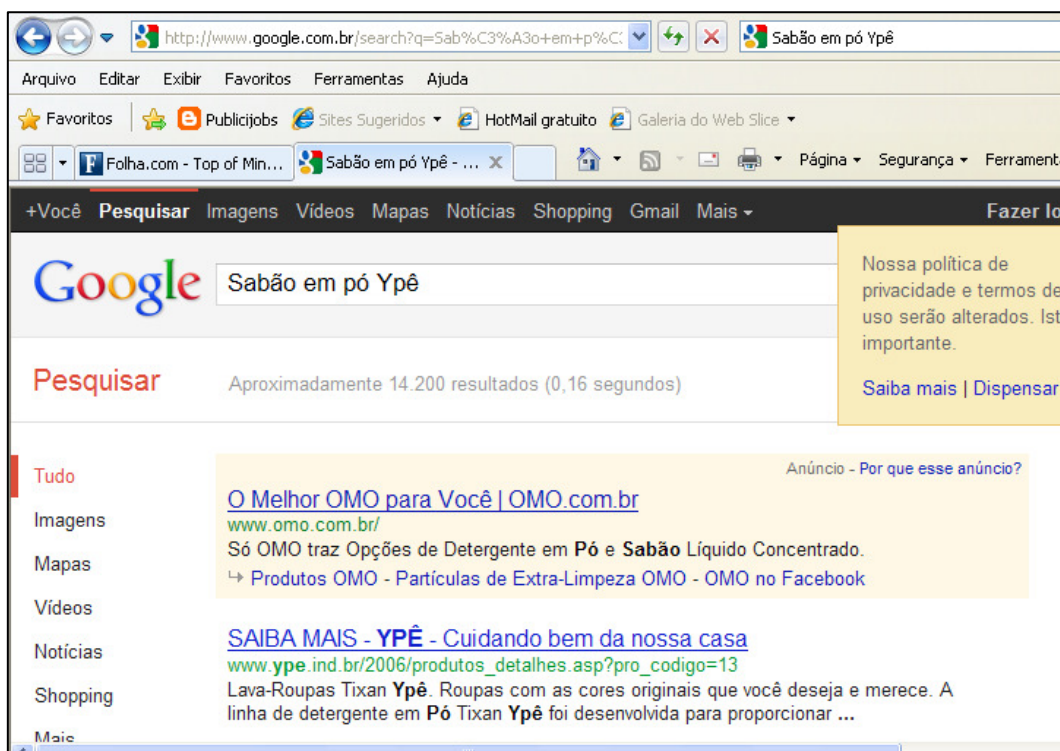 http://www.google.com.br/search?q=Sab%C3%A3o+em+p%C: Sabão em pó Ypê
Arquivo Editar Exibir Favoritos Ferramentas Ajuda
Favoritos Publicijobs Sites Sugeridos HotMail gratuito Galeria do Web Slice
Folha.com - Top of Min... Sabão em pó Ypê - ... Página Segurança Ferrament
+Você Pesquisar Imagens Vídeos Mapas Notícias Shopping Gmail Mais Fazer lo
Google Sabão em pó Ypê
Nossa política de
privacidade e termos de
uso serão alterados. Ist
importante.
Saiba mais | Dispensar
Pesquisar Aproximadamente 14.200 resultados (0,16 segundos)
Tudo
Imagens
Mapas
Vídeos
Notícias
Shopping
Mais
Anúncio - Por que esse anúncio?
O Melhor OMO para Você | OMO.com.br
www.omo.com.br/
Só OMO traz Opções de Detergente em Pó e Sabão Líquido Concentrado.
Produtos OMO - Partículas de Extra-Limpeza OMO - OMO no Facebook
SAIBA MAIS - YPÊ - Cuidando bem da nossa casa
www.ype.ind.br/2006/produtos_detalhes.asp?pro_codigo=13
Lava-Roupas Tixan Ypê. Roupas com as cores originais que você deseja e merece. A
linha de detergente em Pó Tixan Ypê foi desenvolvida para proporcionar ...